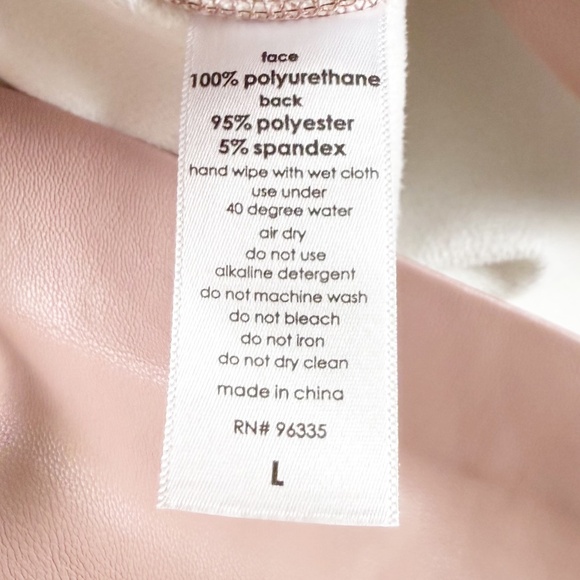 face
100% polyurethane
back
95% polyester
5% spandex
hand wipe with wet cloth
use under
40 degree water
air dry
do not use
alkaline detergent
do not machine wash
do not bleach
do not iron
do not dry clean
made in china
RN# 96335
L